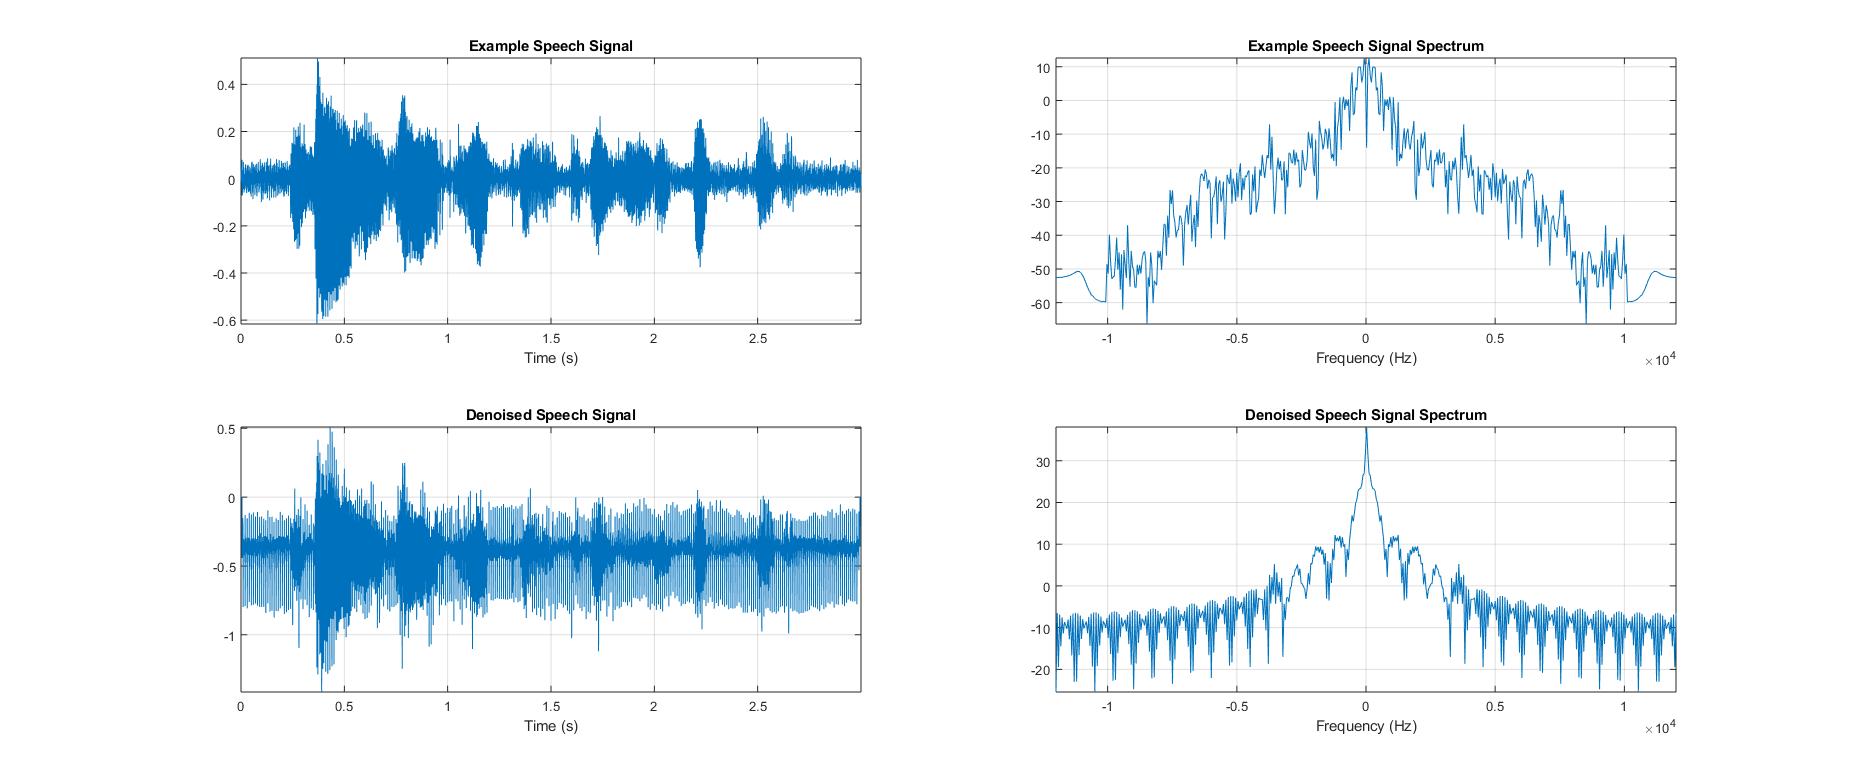 Example Speech Signal
0.4
0.2
0
-0.2
-0.4
-0.6
0 0.5 1 1.5 2 2.5
Time (s)
Example Speech Signal Spectrum
10
0
-10
-20
-30
-40
-50
-60
-1 -0.5 0 0.5 1
×10^4
Frequency (Hz)
Denoised Speech Signal
0.5
0
-0.5
-1
0 0.5 1 1.5 2 2.5
Time (s)
Denoised Speech Signal Spectrum
30
20
10
0
-10
-20
-1 -0.5 0 0.5 1
×10^4
Frequency (Hz)